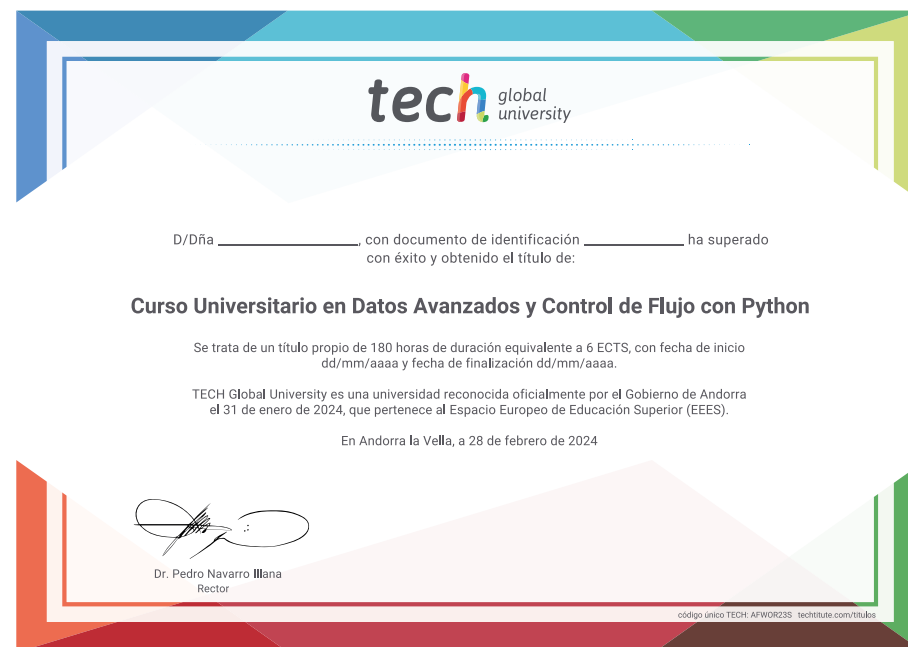 tech global university
D/Dña ______________, con documento de identificación __________ ha superado
con éxito y obtenido el título de:
Curso Universitario en Datos Avanzados y Control de Flujo con Python
Se trata de un título propio de 180 horas de duración equivalente a 6 ECTS, con fecha de inicio
dd/mm/aaaa y fecha de finalización dd/mm/aaaa.
TECH Global University es una universidad reconocida oficialmente por el Gobierno de Andorra
el 31 de enero de 2024, que pertenece al Espacio Europeo de Educación Superior (EEES).
En Andorra la Vella, a 28 de febrero de 2024
Dr. Pedro Navarro Illana
Rector
código único TECH: AFWOR23S techtitute.com/titulos